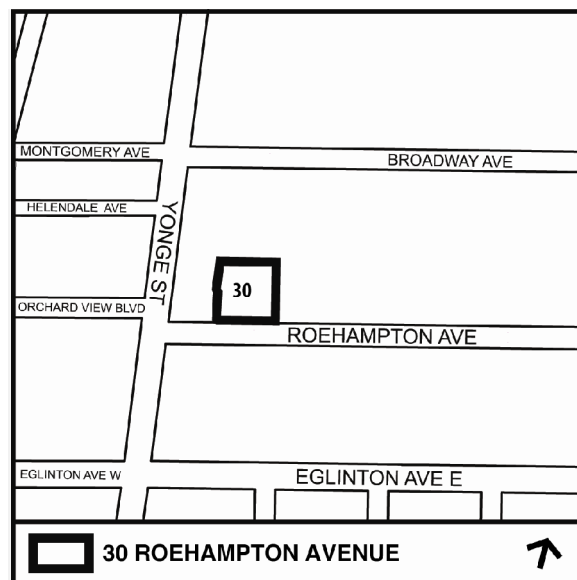 MONTGOMERY AVE
BROADWAY AVE
HELENDALE AVE
YONGE ST
30
ORCHARD VIEW BLVD
ROEHAMPTON AVE
EGLINTON AVE W
EGLINTON AVE E
30 ROEHAMPTON AVENUE